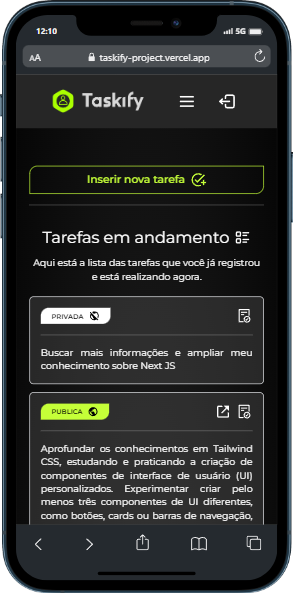 12:10
5G
AA
taskify-project.vercel.app
Taskify
Inserir nova tarefa
Tarefas em andamento
Aqui está a lista das tarefas que você já registrou
e está realizando agora.
PRIVADA
Buscar mais informações e ampliar meu
conhecimento sobre Next JS
PUBLICA
Aprofundar os conhecimentos em Tailwind
CSS, estudando e praticando a criação de
componentes de interface de usuário (UI)
personalizados. Experimentar criar pelo
menos três componentes de UI diferentes,
como botões, cards ou barras de navegação,